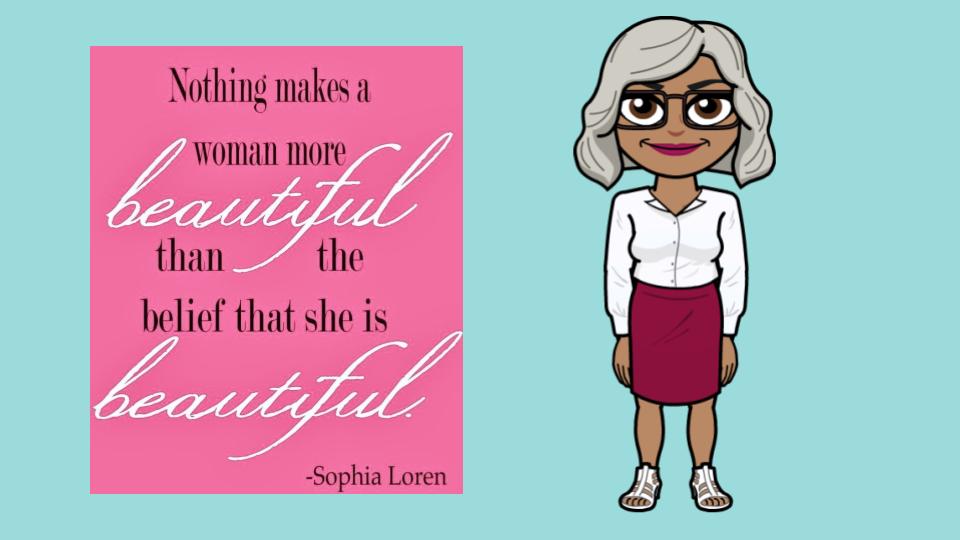 Nothing makes a
woman more
beautiful
than the
belief that she is
beautiful.
-Sophia Loren